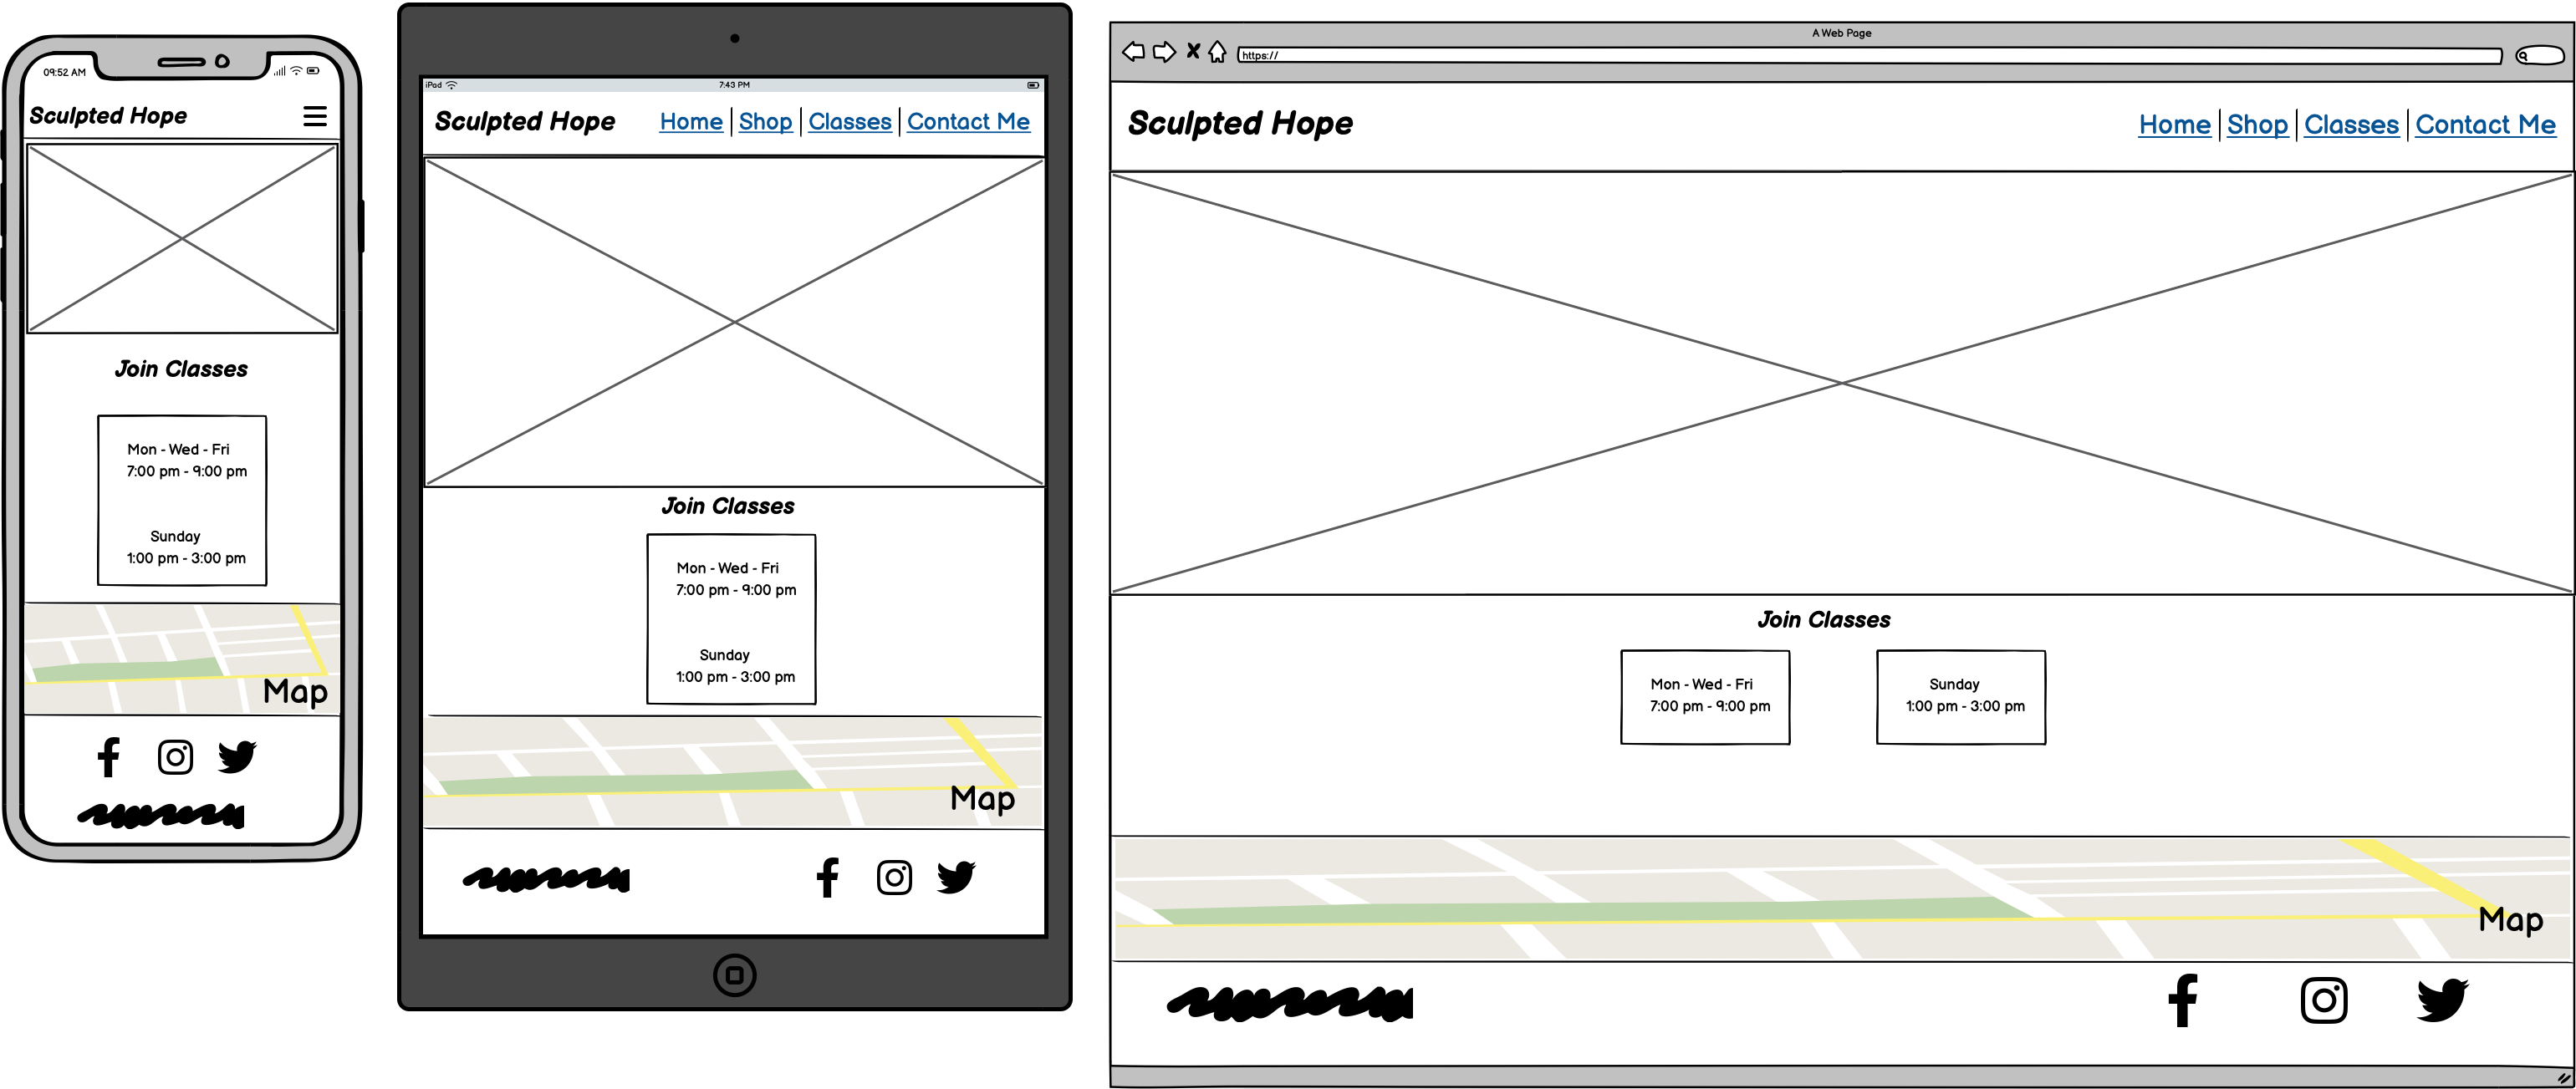 09:52 AM
Sculpted Hope
Join Classes
Mon - Wed - Fri
7:00 pm - 9:00 pm
Sunday
1:00 pm - 3:00 pm
Map
iPad
7:43 PM
Sculpted Hope
Home
Shop
Classes
Contact Me
Join Classes
Mon - Wed - Fri
7:00 pm - 9:00 pm
Sunday
1:00 pm - 3:00 pm
Map
A Web Page
https://
Sculpted Hope
Home
Shop
Classes
Contact Me
Join Classes
Mon - Wed - Fri
7:00 pm - 9:00 pm
Sunday
1:00 pm - 3:00 pm
Map